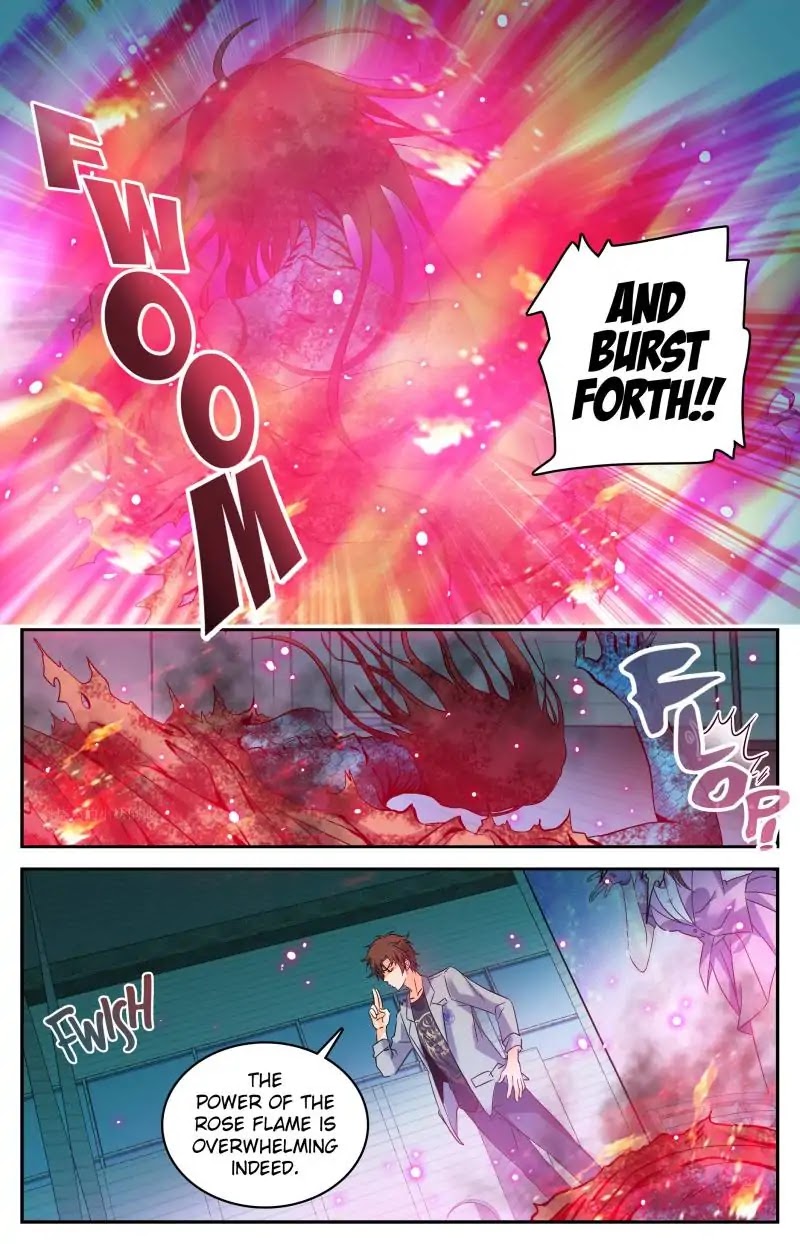 FWOOM
AND
BURST
FORTH!!
FLOP!
FWISH
THE
POWER OF THE
ROSE FLAME IS
OVERWHELMING
INDEED.